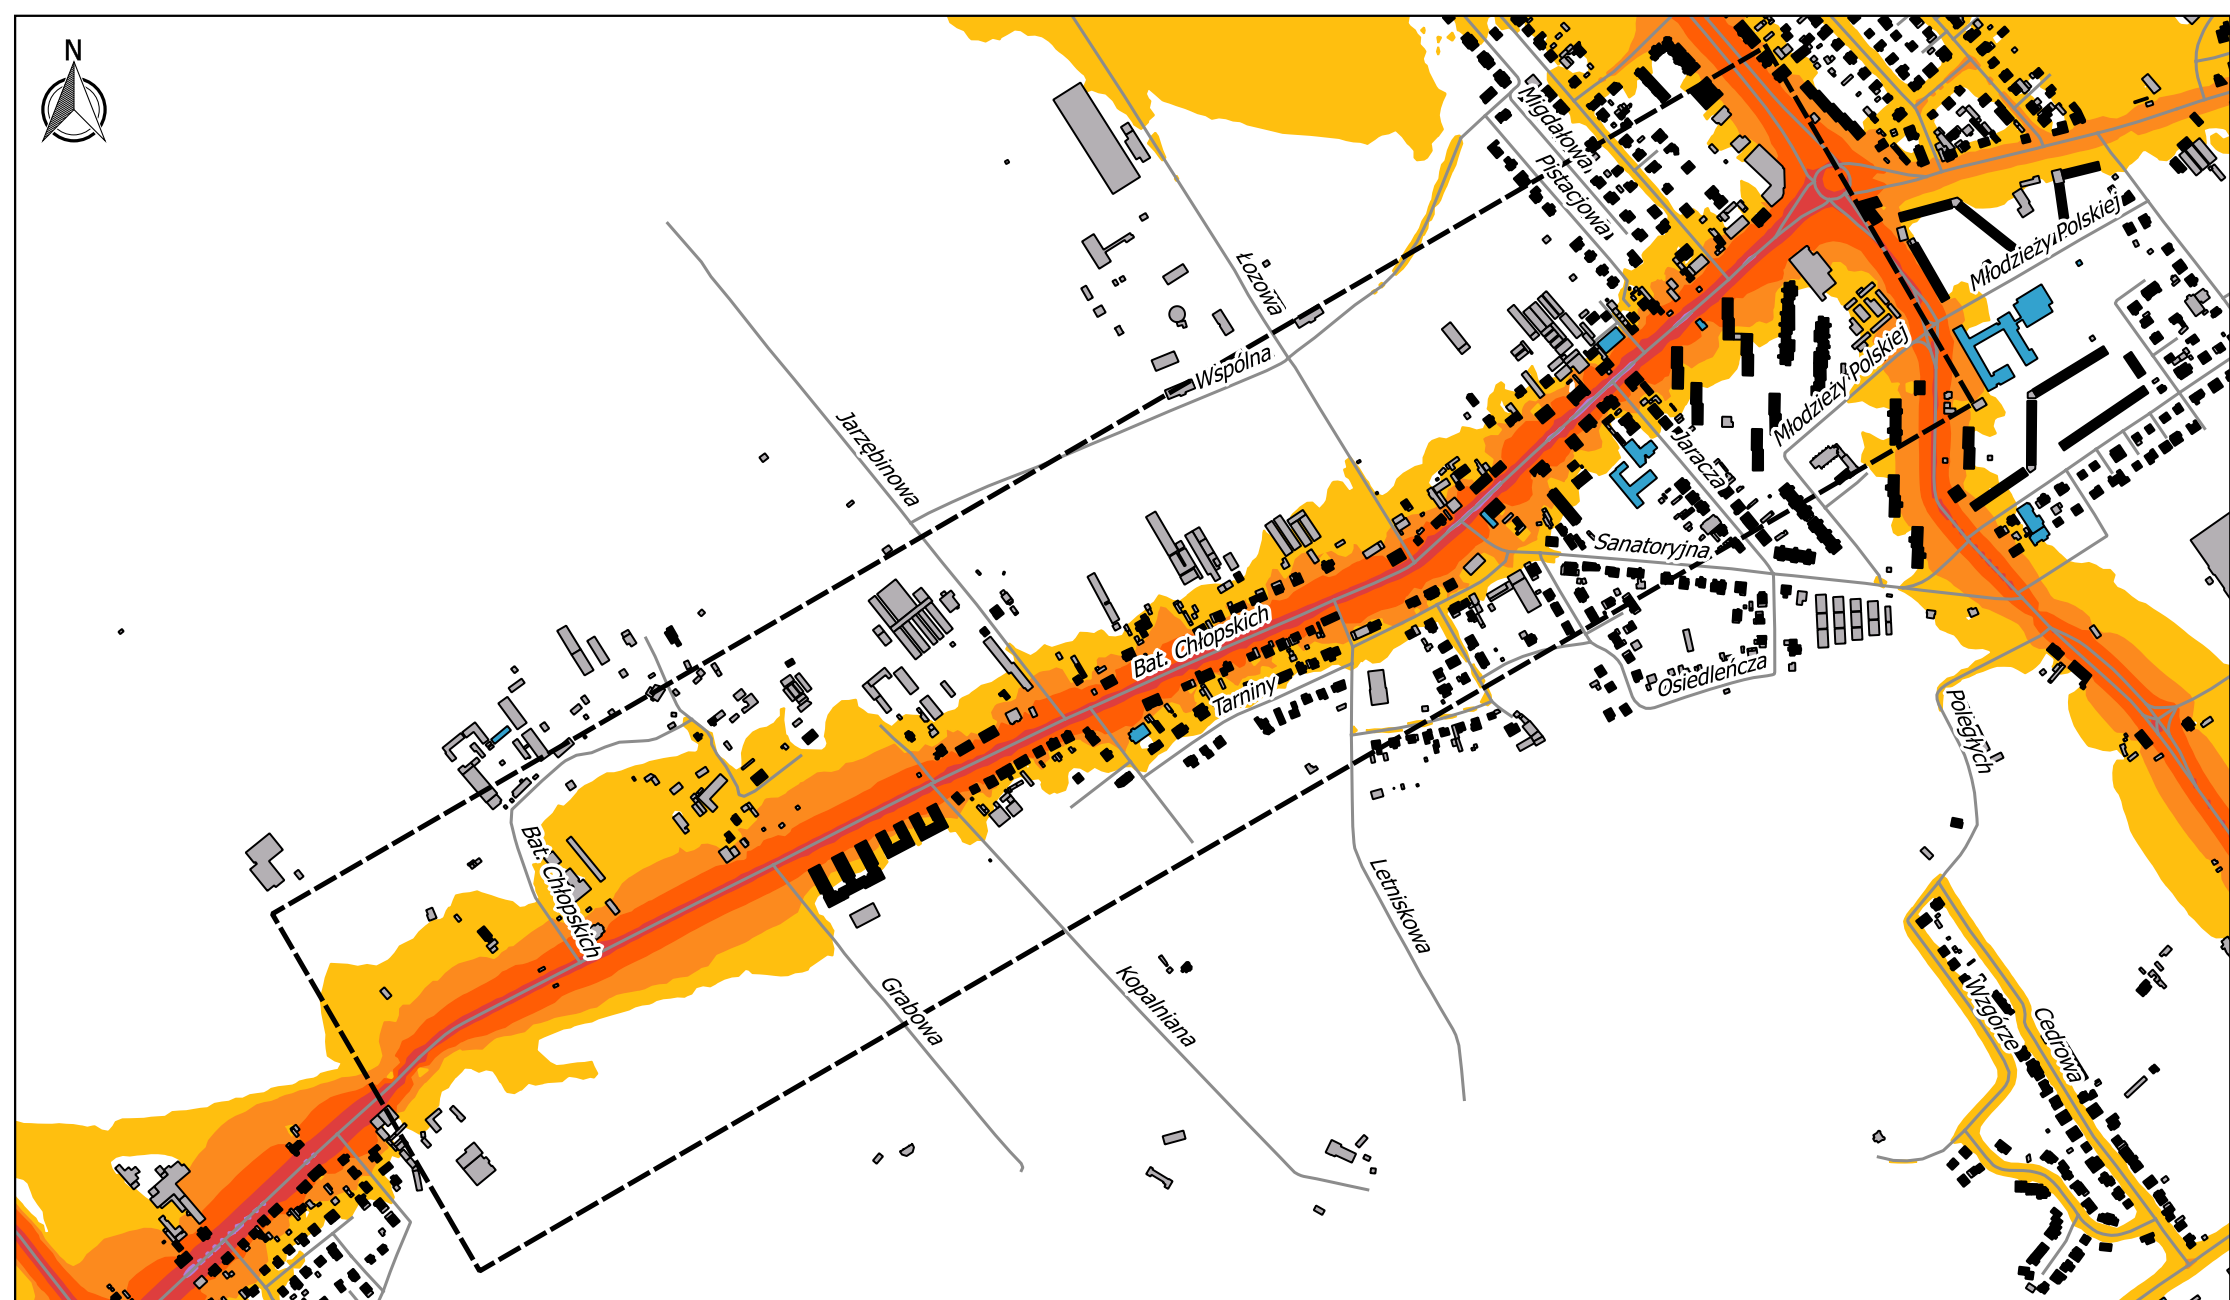 N
Migdałowa
Pistacjowa
Młodzieży Polskiej
Łozowa
Wspólna
Młodzieży Polskiej
Jarzębinowa
Jaracza
Sanatoryjna
Bat. Chłopskich
Osiedleńcza
Tarniny
Poległych
Bat. Chłopskich
Letniskowa
Kopalniana
Grabowa
Wzgórze
Cedrowa